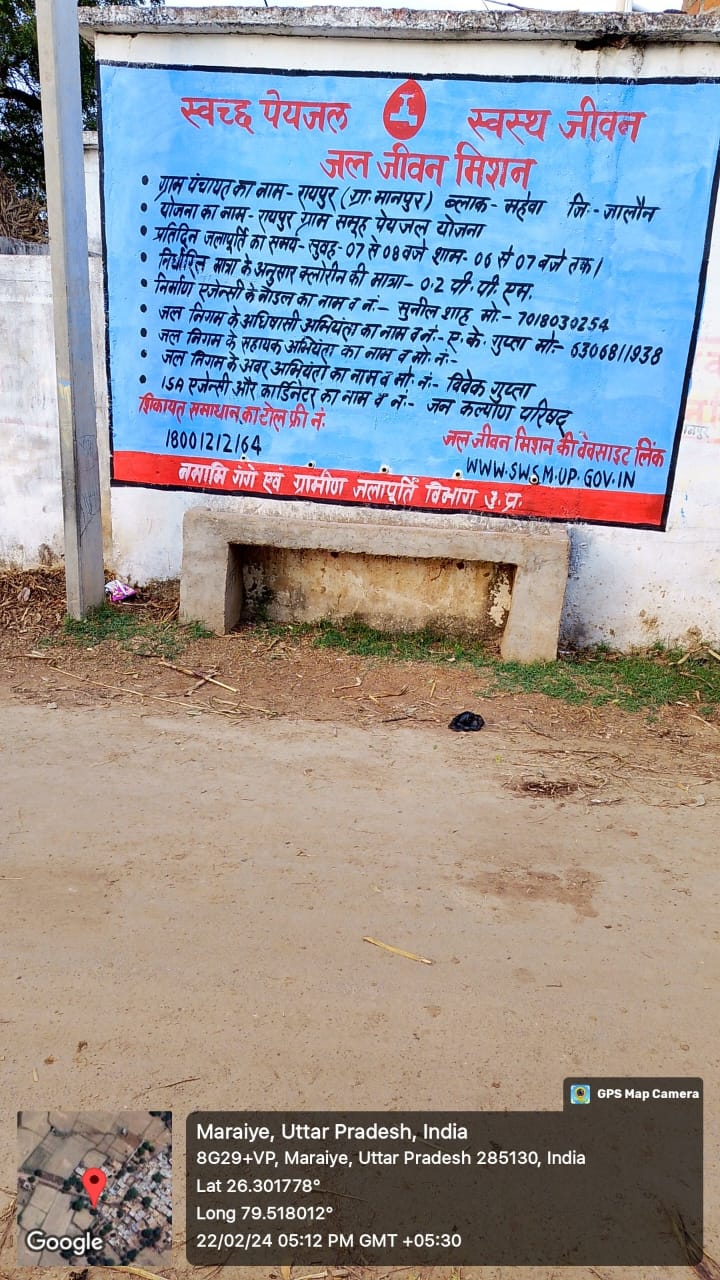 स्वच्छ पेयजल स्वस्थ जीवन
जल जीवन मिशन
• ग्राम पंचायत का नाम - रायपुर (ग्रा. मानपुर) ब्लाक - महेवा जि - जालौन
• योजना का नाम - रायपुर ग्राम समूह पेयजल योजना
• प्रतिदिन जलापूर्ति का समय - सुवह - 07 से 08 बजे शाम - 06 से 07 बजे तक।
• निर्धारित मात्रा के अनुसार क्लोरीन की मात्रा - 0.2 पी. पी. एम.
• निर्माण एजेन्सी के नोडल का नाम व नं - सुनील शाह मो. - 7018030254
• जल निगम के अधिवासी अभियंता का नाम व नं - ए. के. गुप्ता मो - 6306811938
• जल निगम के सहायक अभियंता का नाम व मो. नं. -
• जल निगम के अवर अभियंता का नाम व मो. नं. - विवेक गुप्ता
• ISA एजेन्सी और कार्डिनेटर का नाम व नं. - जन कल्याण परिषद्
शिकायत समाधान का टोल फ्री नं.
18001212164
जल जीवन मिशन की वेबसाइट लिंक
WWW.SWSM.UP.GOV.IN
नमामि गंगे एवं ग्रामीण जलापूर्ति विभाग उ.प्र.
GPS Map Camera
Maraiye, Uttar Pradesh, India
8G29+VP, Maraiye, Uttar Pradesh 285130, India
Lat 26.301778°
Long 79.518012°
22/02/24 05:12 PM GMT +05:30
Google